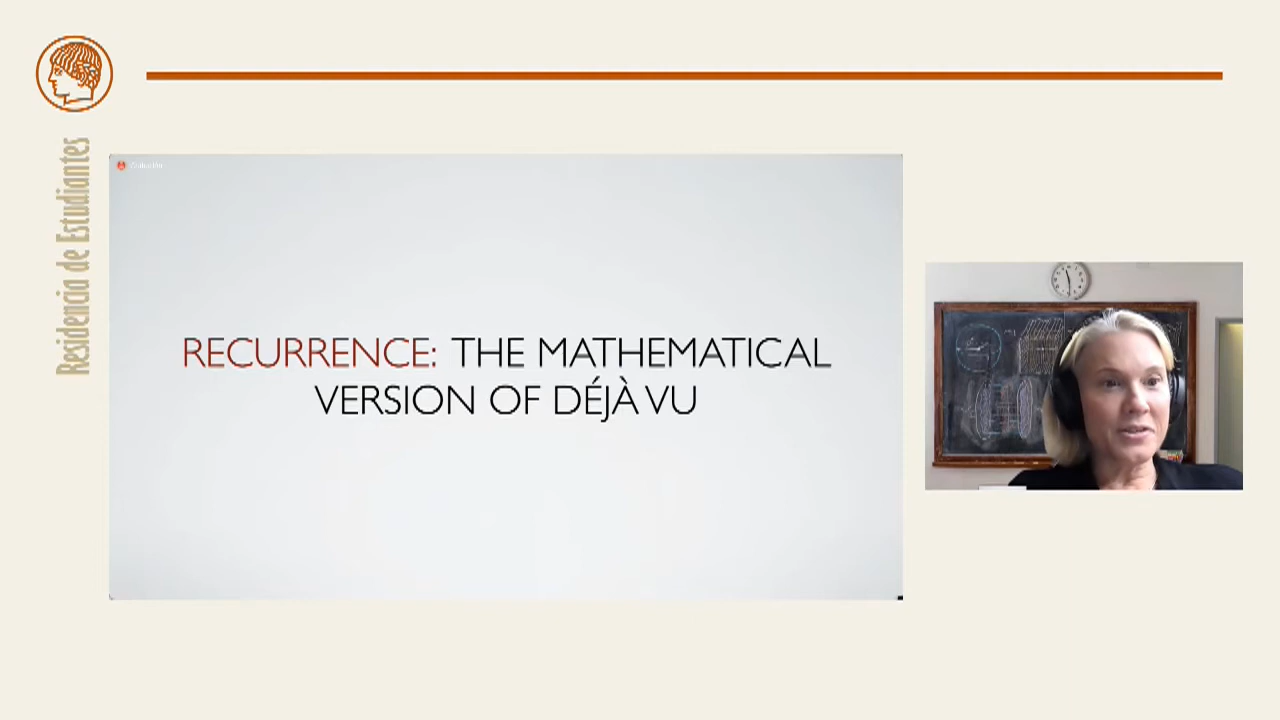 Residencia de Estudiantes
RECURRENCE: THE MATHEMATICAL
VERSION OF DÉJÀ VU